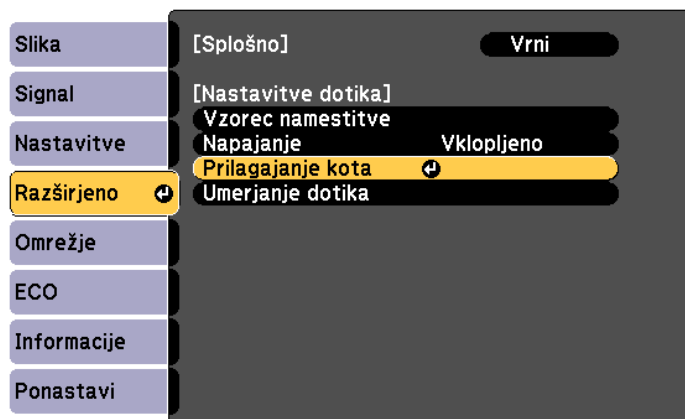 Slika
Signal
Nastavitve
Razširjeno
Omrežje
ECO
Informacije
Ponastavi
[Splošno] Vrni
[Nastavitve dotika]
Vzorec namestitve
Napajanje Vklopljeno
Prilagajanje kota
Umerjanje dotika